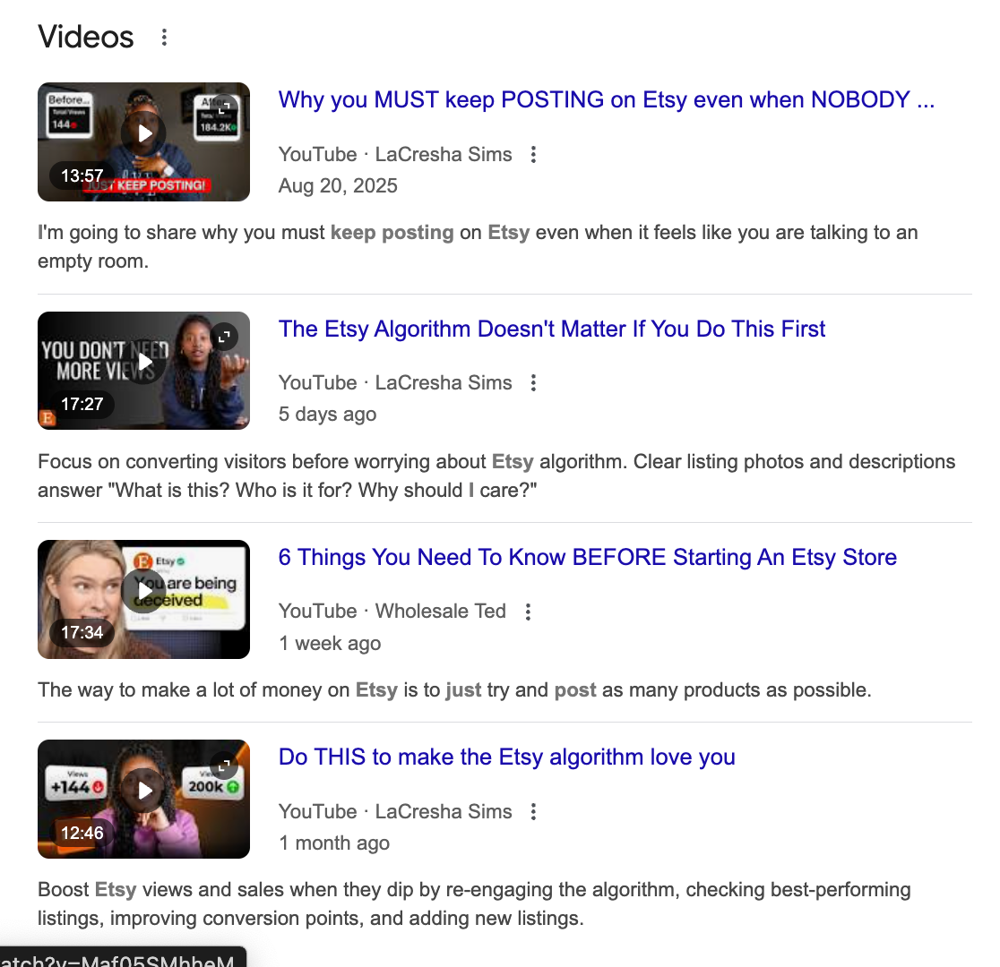 Videos
Before...
Total Views
144
After
184.2K
JUST KEEP POSTING!
13:57
Why you MUST keep POSTING on Etsy even when NOBODY ...
YouTube · LaCresha Sims
Aug 20, 2025
I'm going to share why you must keep posting on Etsy even when it feels like you are talking to an
empty room.
YOU DON'T NEED
MORE VIEWS
17:27
E
The Etsy Algorithm Doesn't Matter If You Do This First
YouTube · LaCresha Sims
5 days ago
Focus on converting visitors before worrying about Etsy algorithm. Clear listing photos and descriptions
answer "What is this? Who is it for? Why should I care?"
E Etsy
You are being
deceived
17:34
6 Things You Need To Know BEFORE Starting An Etsy Store
YouTube · Wholesale Ted
1 week ago
The way to make a lot of money on Etsy is to just try and post as many products as possible.
Views
+144
Views
200k
12:46
Do THIS to make the Etsy algorithm love you
YouTube · LaCresha Sims
1 month ago
Boost Etsy views and sales when they dip by re-engaging the algorithm, checking best-performing
listings, improving conversion points, and adding new listings.
atch?v=Maf05SMhheM